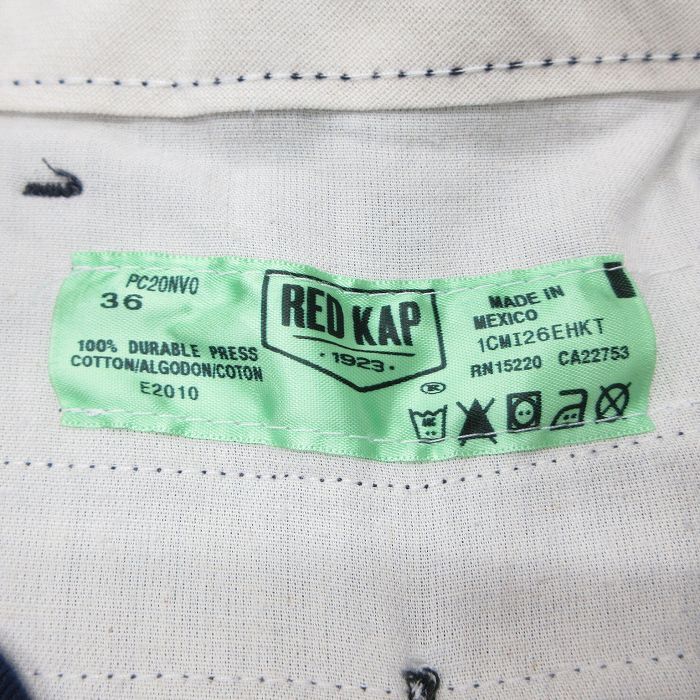 PC20NV0
36
100% DURABLE PRESS
COTTON/ALGODON/COTON
E2010
RED KAP
· 1923 ·
®
MADE IN
MEXICO
1CMI26EHKT
RN15220 CA22753